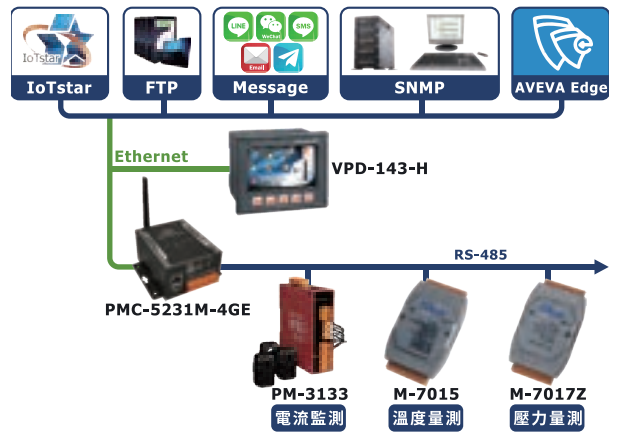 LINE
WeChat
SMS
IoTstar
Email
IoTstar
FTP
Message
SNMP
AVEVA Edge
Ethernet
VPD-143-H
RS-485
PMC-5231M-4GE
PM-3133
M-7015
M-7017Z
電流監測
溫度量測
壓力量測